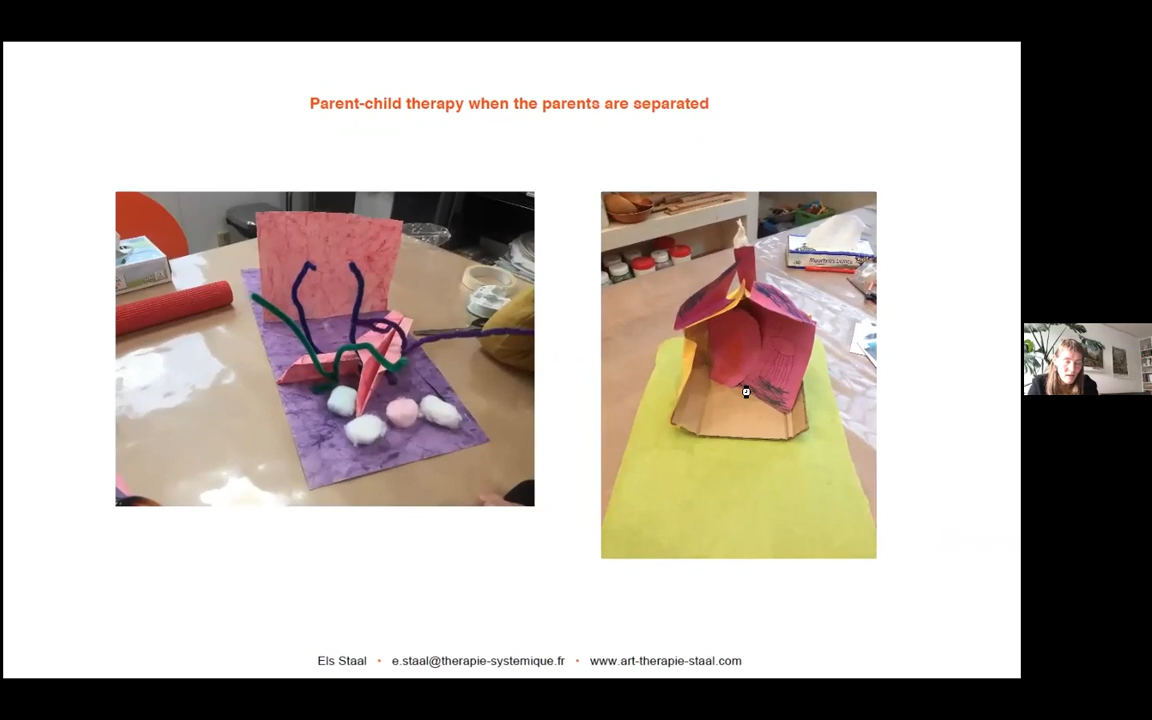 Parent-child therapy when the parents are separated
Els Staal • e.staal@therapie-systemique.fr • www.art-therapie-staal.com